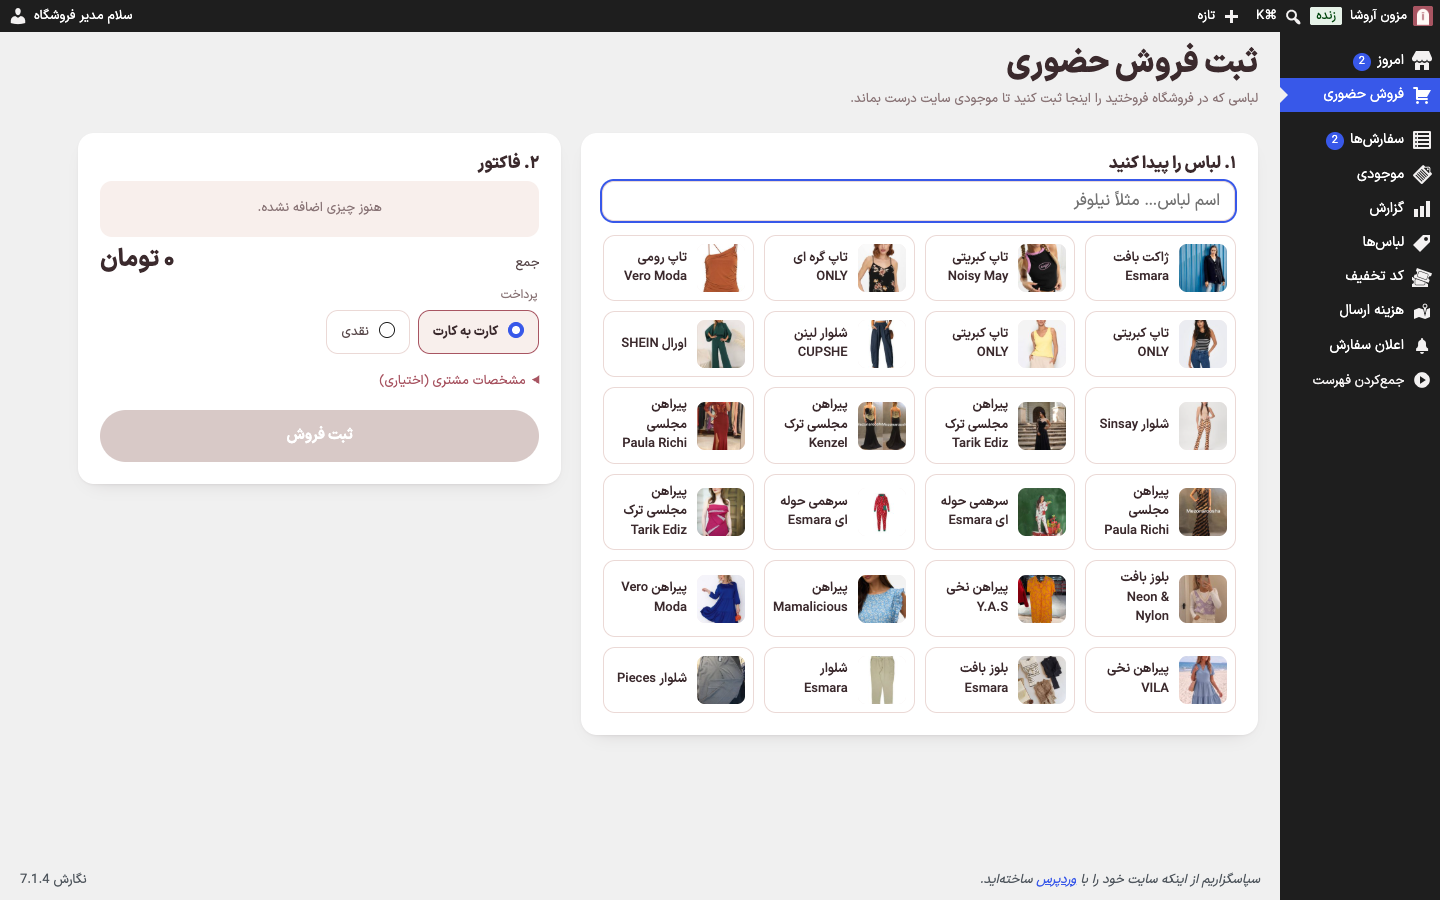 مزون آروشا
زنده
⌘K
تازه
سلام مدیر فروشگاه
امروز 2
فروش حضوری
سفارش‌ها 2
موجودی
گزارش
لباس‌ها
کد تخفیف
هزینه ارسال
اعلان سفارش
جمع‌کردن فهرست
ثبت فروش حضوری
لباسی که در فروشگاه فروختید را اینجا ثبت کنید تا موجودی سایت درست بماند.
۱. لباس را پیدا کنید
اسم لباس... مثلاً نیلوفر
ژاکت بافت
Esmara
تاپ کبریتی
Noisy May
تاپ گره ای
ONLY
تاپ رومی
Vero Moda
تاپ کبریتی
ONLY
تاپ کبریتی
ONLY
شلوار لینن
CUPSHE
اورال SHEIN
شلوار Sinsay
پیراهن
مجلسی ترک
Tarik Ediz
پیراهن
مجلسی ترک
Kenzel
پیراهن
مجلسی
Paula Richi
پیراهن
مجلسی
Paula Richi
سرهمی حوله
ای Esmara
سرهمی حوله
ای Esmara
پیراهن
مجلسی ترک
Tarik Ediz
بلوز بافت
Neon &
Nylon
پیراهن نخی
Y.A.S
پیراهن
Mamalicious
پیراهن Vero
Moda
پیراهن نخی
VILA
بلوز بافت
Esmara
شلوار
Esmara
شلوار Pieces
۲. فاکتور
هنوز چیزی اضافه نشده.
جمع
۰ تومان
پرداخت
کارت به کارت
نقدی
مشخصات مشتری (اختیاری)
ثبت فروش
سپاسگزاریم از اینکه سایت خود را با وردپرس ساخته‌اید.
نگارش 7.1.4